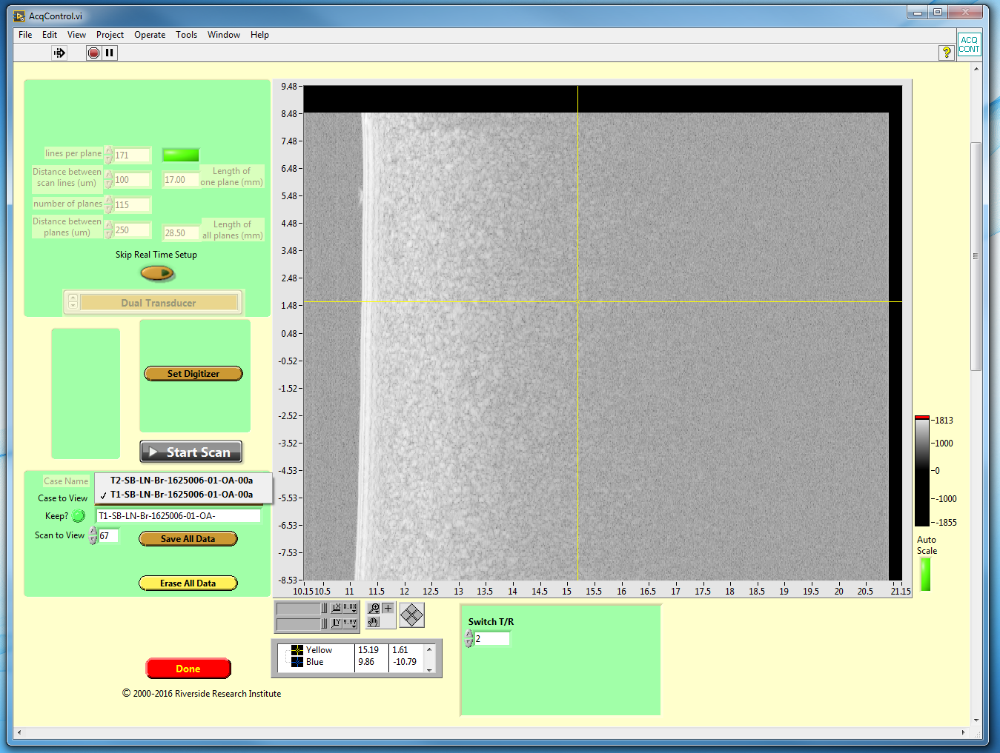 AcqControl.vi
File Edit View Project Operate Tools Window Help
ACQ
CONT
lines per plane 171
Distance between
scan lines (um) 100 17.00 Length of
one plane (mm)
number of planes 115
Distance between
planes (um) 250 28.50 Length of
all planes (mm)
Skip Real Time Setup
Dual Transducer
Set Digitizer
Start Scan
Case Name
T2-SB-LN-Br-1625006-01-OA-00a
✓ T1-SB-LN-Br-1625006-01-OA-00a
Case to View
Keep? T1-SB-LN-Br-1625006-01-OA-
Scan to View 67 Save All Data
Erase All Data
Done
© 2000-2016 Riverside Research Institute
9.48
8.48
7.48
6.48
5.48
4.48
3.48
2.48
1.48
0.48
-0.52
-1.52
-2.52
-3.52
-4.53
-5.53
-6.53
-7.53
-8.53
10.15 10.5 11 11.5 12 12.5 13 13.5 14 14.5 15 15.5 16 16.5 17 17.5 18 18.5 19 19.5 20 20.5 21.15
1813
1000
0
-1000
-1855
Auto
Scale
X X.XX
Y Y.YY
Yellow 15.19 1.61
Blue 9.86 -10.79
Switch T/R
2